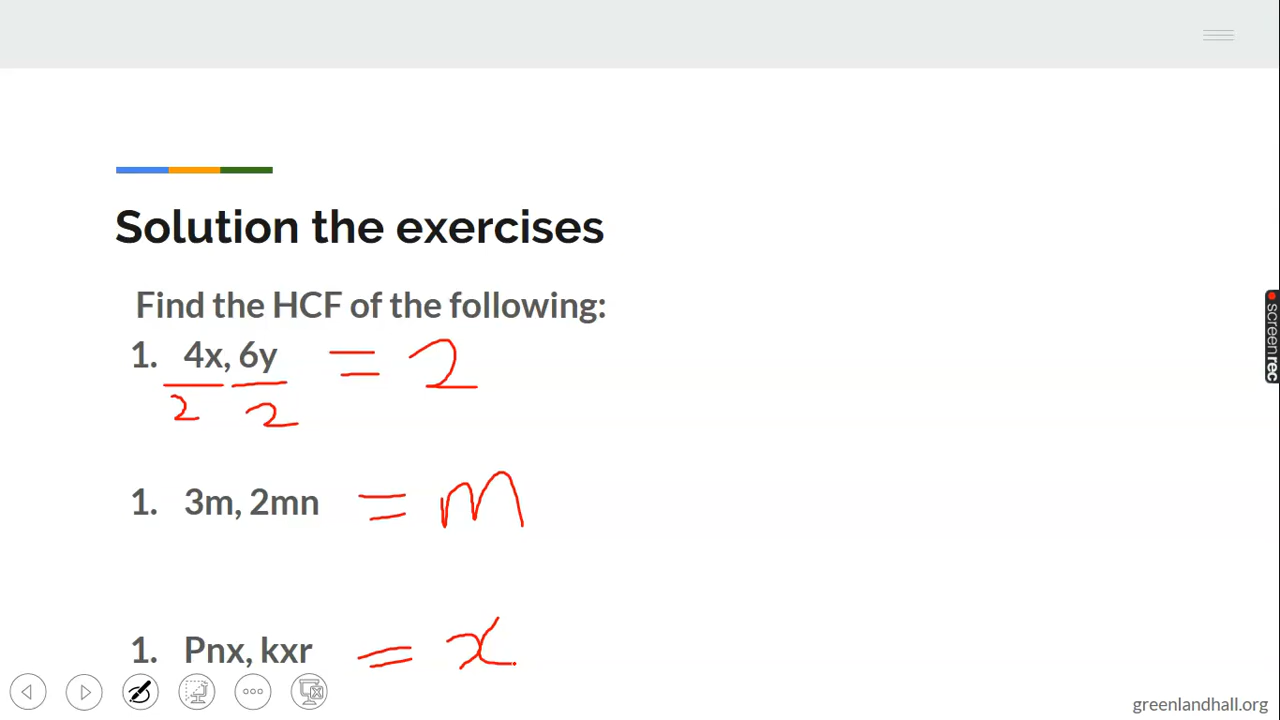 Solution the exercises
Find the HCF of the following:
1. 4x, 6y = 2
2 2
1. 3m, 2mn = m
1. Pnx, kxr = x
greenlandhall.org
screenrec